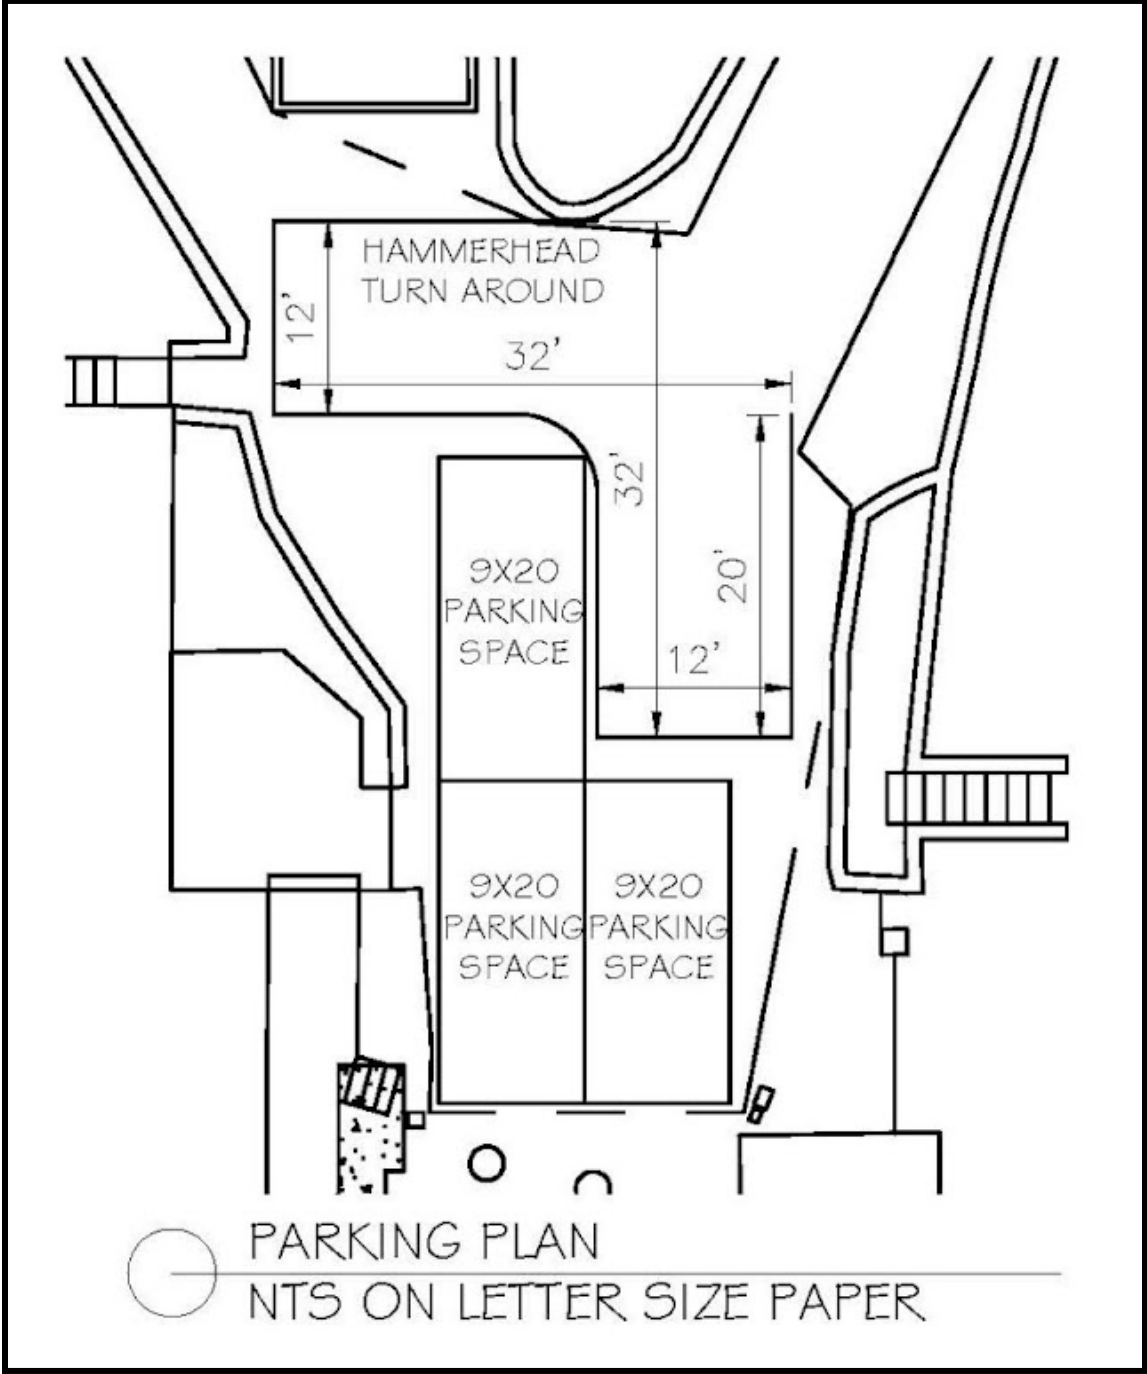 HAMMERHEAD
TURN AROUND
12'
32'
32'
20'
12'
9X20
PARKING
SPACE
9X20
PARKING
SPACE
9X20
PARKING
SPACE
PARKING PLAN
NTS ON LETTER SIZE PAPER